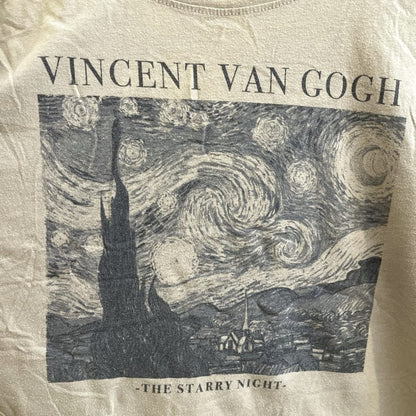 VINCENT VAN GOGH
-THE STARRY NIGHT-